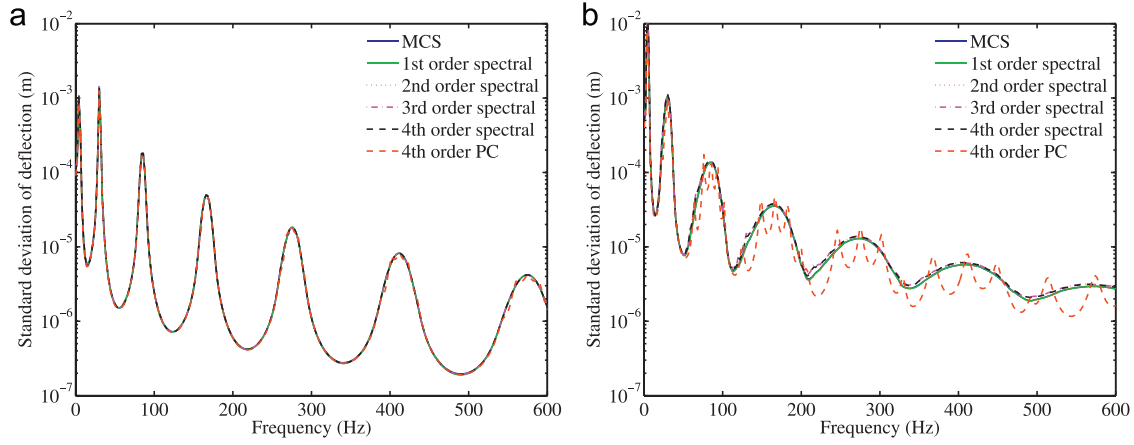 a
10^-2
10^-3
10^-4
10^-5
10^-6
10^-7
Standard deviation of deflection (m)
MCS
1st order spectral
2nd order spectral
3rd order spectral
4th order spectral
4th order PC
0 100 200 300 400 500 600
Frequency (Hz)
b
10^-2
10^-3
10^-4
10^-5
10^-6
10^-7
Standard deviation of deflection (m)
MCS
1st order spectral
2nd order spectral
3rd order spectral
4th order spectral
4th order PC
0 100 200 300 400 500 600
Frequency (Hz)